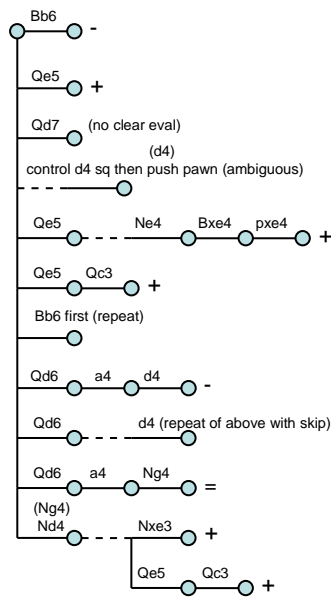 Bb6 -
Qe5 +
Qd7 (no clear eval)
(d4)
control d4 sq then push pawn (ambiguous)
Qe5 Ne4 Bxe4 pxe4 +
Qe5 Qc3 +
Bb6 first (repeat)
Qd6 a4 d4 -
Qd6 d4 (repeat of above with skip)
Qd6 a4 Ng4 =
(Ng4)
Nd4 Nxe3 +
Qe5 Qc3 +